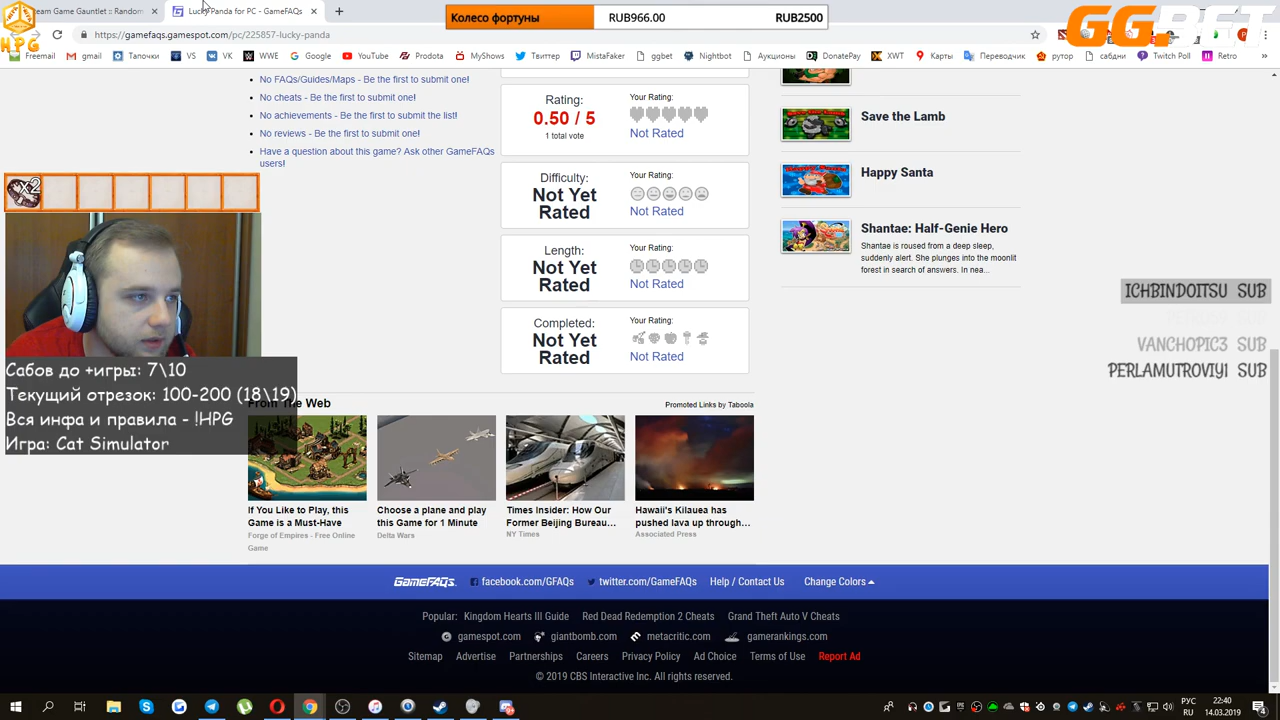 eam Game Gauntlet :: Random
Lucky Panda for PC - GameFAQs
Колесо фортуны
RUB966.00
RUB2500
GGBET
HPG
https://gamefaqs.gamespot.com/pc/225857-lucky-panda
Freemail
gmail
Тапочки
VS
VK
WWE
Google
YouTube
Prodota
MyShows
Твиттер
MistaFaker
ggbet
Nightbot
Аукционы
DonatePay
XWT
Карты
Переводчик
рутор
сабдни
Twitch Poll
Retro
No FAQs/Guides/Maps - Be the first to submit one!
No cheats - Be the first to submit one!
No achievements - Be the first to submit the list!
No reviews - Be the first to submit one!
Have a question about this game? Ask other GameFAQs
users!
Rating:
0.50 / 5
1 total vote
Your Rating:
Not Rated
Difficulty:
Not Yet
Rated
Your Rating:
Not Rated
Length:
Not Yet
Rated
Your Rating:
Not Rated
Completed:
Not Yet
Rated
Your Rating:
Not Rated
Save the Lamb
Happy Santa
Shantae: Half-Genie Hero
Shantae is roused from a deep sleep,
suddenly alert. She plunges into the moonlit
forest in search of answers. In nea...
ICHBINDOITSU SUB
VANCHOPIC3 SUB
PERLAMUTROVIY1 SUB
X2
Сабов до +игры: 7\10
Текущий отрезок: 100-200 (18\19)
Вся инфа и правила - !HPG
Игра: Cat Simulator
From The Web
Promoted Links by Taboola
If You Like to Play, this
Game is a Must-Have
Forge of Empires - Free Online
Game
Choose a plane and play
this Game for 1 Minute
Delta Wars
Times Insider: How Our
Former Beijing Bureau...
NY Times
Hawaii's Kilauea has
pushed lava up through...
Associated Press
GameFAQs
facebook.com/GFAQs
twitter.com/GameFAQs
Help / Contact Us
Change Colors
Popular: Kingdom Hearts III Guide Red Dead Redemption 2 Cheats Grand Theft Auto V Cheats
gamespot.com giantbomb.com metacritic.com gamerankings.com
Sitemap Advertise Partnerships Careers Privacy Policy Ad Choice Terms of Use Report Ad
© 2019 CBS Interactive Inc. All rights reserved.
РУС
RU
22:40
14.03.2019